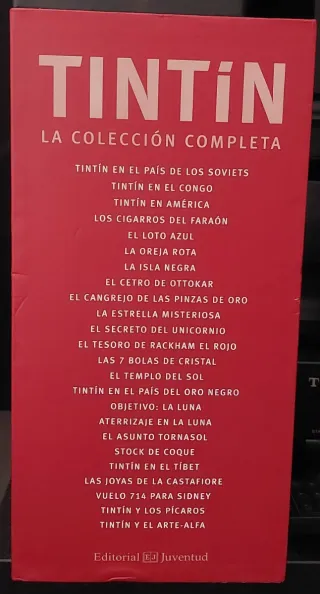 TINTíN
LA COLECCIÓN COMPLETA
TINTÍN EN EL PAÍS DE LOS SOVIETS
TINTÍN EN EL CONGO
TINTÍN EN AMÉRICA
LOS CIGARROS DEL FARAÓN
EL LOTO AZUL
LA OREJA ROTA
LA ISLA NEGRA
EL CETRO DE OTTOKAR
EL CANGREJO DE LAS PINZAS DE ORO
LA ESTRELLA MISTERIOSA
EL SECRETO DEL UNICORNIO
EL TESORO DE RACKHAM EL ROJO
LAS 7 BOLAS DE CRISTAL
EL TEMPLO DEL SOL
TINTÍN EN EL PAÍS DEL ORO NEGRO
OBJETIVO: LA LUNA
ATERRIZAJE EN LA LUNA
EL ASUNTO TORNASOL
STOCK DE COQUE
TINTÍN EN EL TÍBET
LAS JOYAS DE LA CASTAFIORE
VUELO 714 PARA SIDNEY
TINTÍN Y LOS PÍCAROS
TINTÍN Y EL ARTE-ALFA
Editorial EJ Juventud